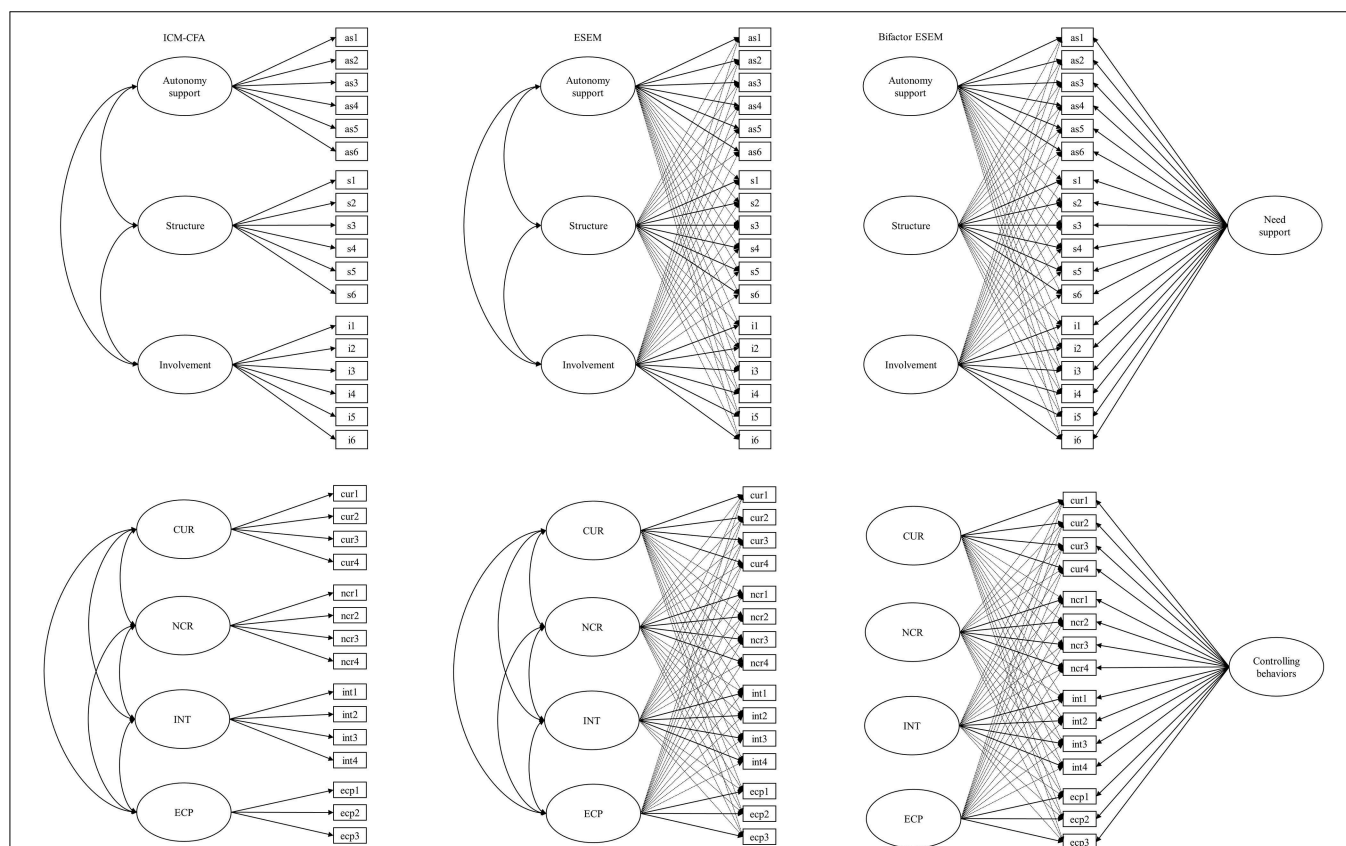 ICM-CFA
Autonomy
support
Structure
Involvement
as1
as2
as3
as4
as5
as6
s1
s2
s3
s4
s5
s6
i1
i2
i3
i4
i5
i6
ESEM
Autonomy
support
Structure
Involvement
as1
as2
as3
as4
as5
as6
s1
s2
s3
s4
s5
s6
i1
i2
i3
i4
i5
i6
Bifactor ESEM
Autonomy
support
Structure
Involvement
as1
as2
as3
as4
as5
as6
s1
s2
s3
s4
s5
s6
i1
i2
i3
i4
i5
i6
Need
support
CUR
NCR
INT
ECP
cur1
cur2
cur3
cur4
ncr1
ncr2
ncr3
ncr4
int1
int2
int3
int4
ecp1
ecp2
ecp3
CUR
NCR
INT
ECP
cur1
cur2
cur3
cur4
ncr1
ncr2
ncr3
ncr4
int1
int2
int3
int4
ecp1
ecp2
ecp3
CUR
NCR
INT
ECP
cur1
cur2
cur3
cur4
ncr1
ncr2
ncr3
ncr4
int1
int2
int3
int4
ecp1
ecp2
ecp3
Controlling
behaviors